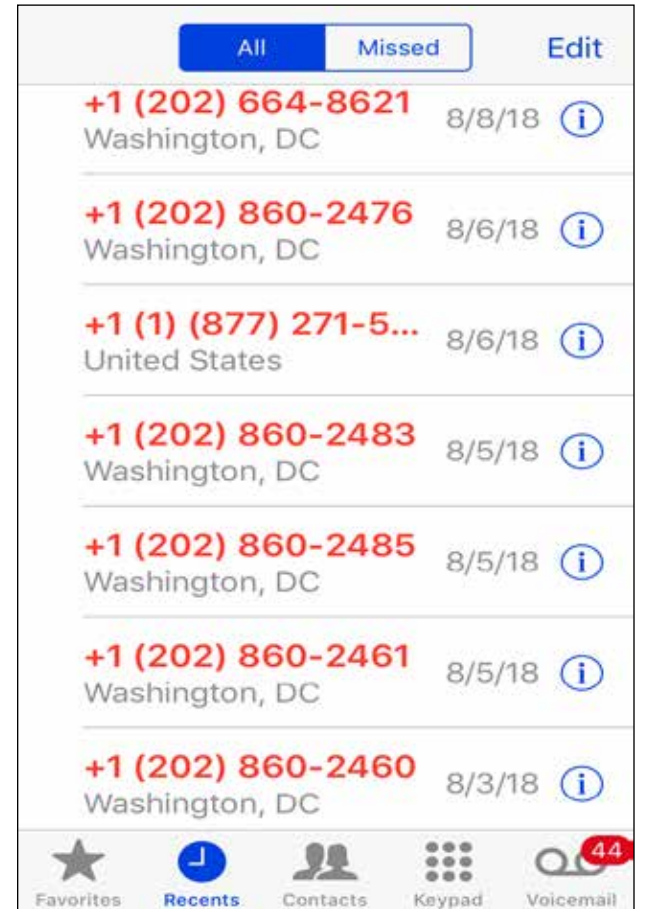 All Missed Edit
+1 (202) 664-8621 8/8/18
Washington, DC
+1 (202) 860-2476 8/6/18
Washington, DC
+1 (1) (877) 271-5... 8/6/18
United States
+1 (202) 860-2483 8/5/18
Washington, DC
+1 (202) 860-2485 8/5/18
Washington, DC
+1 (202) 860-2461 8/5/18
Washington, DC
+1 (202) 860-2460 8/3/18
Washington, DC
44
Favorites Recents Contacts Keypad Voicemail